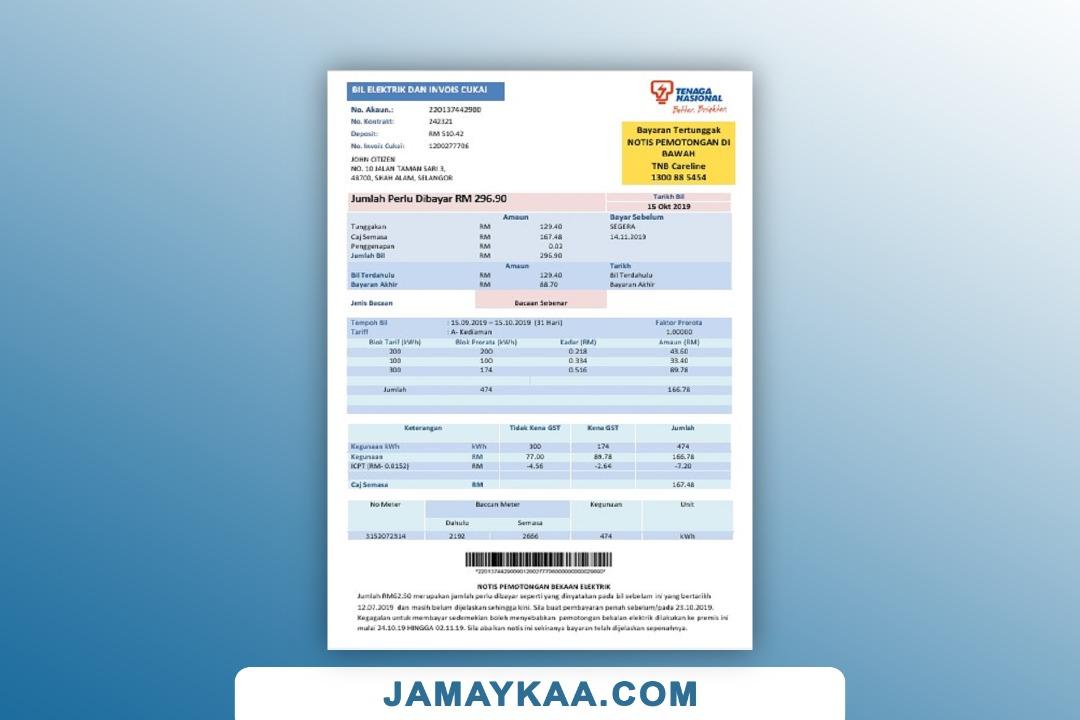 BIL ELEKTRIK DAN INVOIS CUKAI
TENAGA
NASIONAL
Better. Brighter.
No. Akaun.: 220137442900
No. Kontrakt: 242321
Deposit: RM 510.42
No. Invois Cukai: 1200277706
JOHN CITIZEN
NO. 10 JALAN TAMAN SARI 3,
48700, SHAH ALAM, SELANGOR
Bayaran Tertunggak
NOTIS PEMOTONGAN DI
BAWAH
TNB Careline
1300 88 5454
Jumlah Perlu Dibayar RM 296.90
Tarikh Bil
15 Okt 2019
Amaun Bayar Sebelum
Tunggakan RM 129.40 SEGERA
Caj Semasa RM 167.48 14.11.2019
Penggenapan RM 0.02
Jumlah Bil RM 296.90
Amaun Tarikh
Bil Terdahulu RM 129.40 Bil Terdahulu
Bayaran Akhir RM 88.70 Bayaran Akhir
Jenis Bacaan Bacaan Sebenar
Tempoh Bil : 15.09.2019 – 15.10.2019 (31 Hari) Faktor Prorota
Tariff : A- Kediaman 1.00000
Blok Tarif (kWh) Blok Prorata (kWh) Kadar (RM) Amaun (RM)
200 200 0.218 43.60
100 100 0.334 33.40
300 174 0.516 89.78
Jumlah 474 166.78
Keterangan Tidak Kena GST Kena GST Jumlah
Kegunaan kWh kWh 300 174 474
Kegunaan RM 77.00 89.78 166.78
ICPT (RM- 0.0152) RM -4.56 -2.64 -7.20
Caj Semasa RM 167.48
No Meter Baccan Meter Kegunaan Unit
Dahulu Semasa
3152072314 2192 2666 474 kWh
NOTIS PEMOTONGAN BEKAAN ELEKTRIK
Jumlah RM62.50 merupakan jumlah perlu dibayar seperti yang dinyatakan pada bil sebelum ini yang bertarikh
12.07.2019 dan masih belum dijelaskan sehingga kini. Sila buat pembayaran penuh sebelum/pada 23.10.2019.
Kegagalan untuk membayar sedemekian boleh menyebabkan pemotongan bekalan elektrik dilakukan ke premis ini
mulai 24.10.19 HINGGA 02.11.19. Sila abaikan notis ini sekiranya bayaran telah dijelaskan sepenuhnya.
JAMAYKAA.COM